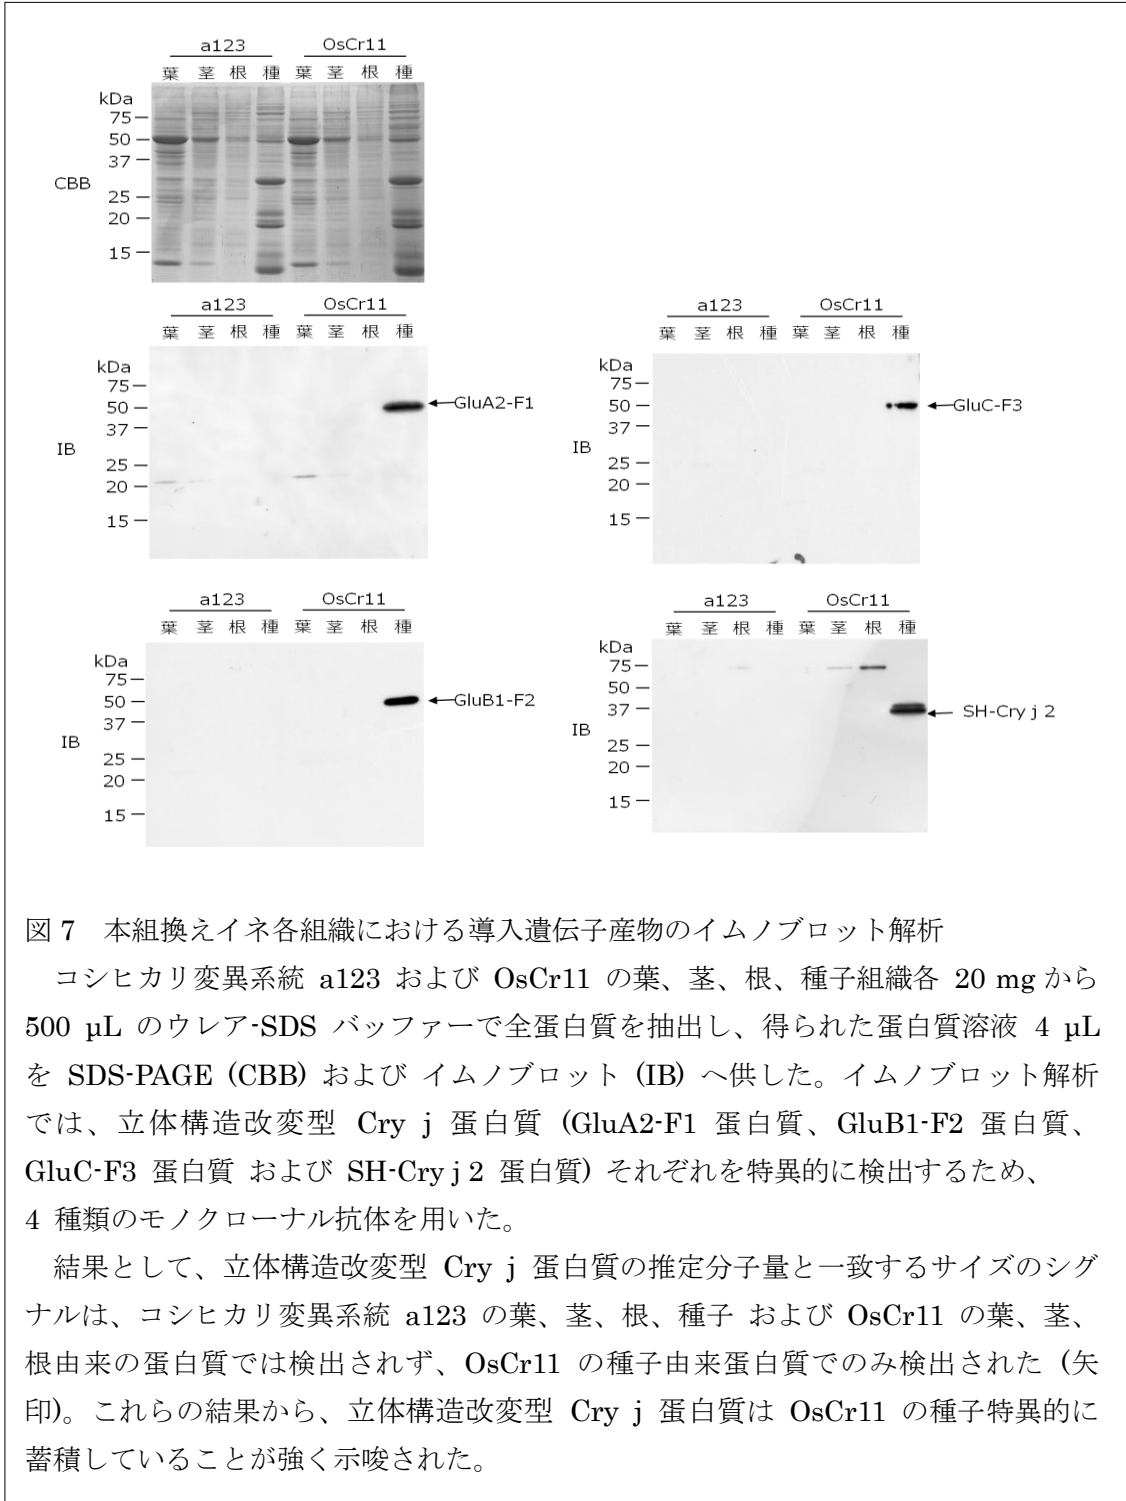 a123 OsCr11
葉 茎 根 種 葉 茎 根 種
kDa
75
50
37
CBB
25
20
15
a123 OsCr11
葉 茎 根 種 葉 茎 根 種
kDa
75
50
37
IB
25
20
15
GluA2-F1
a123 OsCr11
葉 茎 根 種 葉 茎 根 種
kDa
75
50
37
IB
25
20
15
GluC-F3
a123 OsCr11
葉 茎 根 種 葉 茎 根 種
kDa
75
50
37
IB
25
20
15
GluB1-F2
a123 OsCr11
葉 茎 根 種 葉 茎 根 種
kDa
75
50
37
IB
25
20
15
SH-Cry j 2
図 7 本組換えイネ各組織における導入遺伝子産物のイムノブロット解析
コシヒカリ変異系統 a123 および OsCr11 の葉、茎、根、種子組織各 20 mg から
500 µL のウレア-SDS バッファーで全蛋白質を抽出し、得られた蛋白質溶液 4 µL
を SDS-PAGE (CBB) および イムノブロット (IB) へ供した。イムノブロット解析
では、立体構造改変型 Cry j 蛋白質 (GluA2-F1 蛋白質、GluB1-F2 蛋白質、
GluC-F3 蛋白質 および SH-Cry j 2 蛋白質) それぞれを特異的に検出するため、
4 種類のモノクローナル抗体を用いた。
結果として、立体構造改変型 Cry j 蛋白質の推定分子量と一致するサイズのシグ
ナルは、コシヒカリ変異系統 a123 の葉、茎、根、種子 および OsCr11 の葉、茎、
根由来の蛋白質では検出されず、OsCr11 の種子由来蛋白質でのみ検出された (矢
印)。これらの結果から、立体構造改変型 Cry j 蛋白質は OsCr11 の種子特異的に
蓄積していることが強く示唆された。